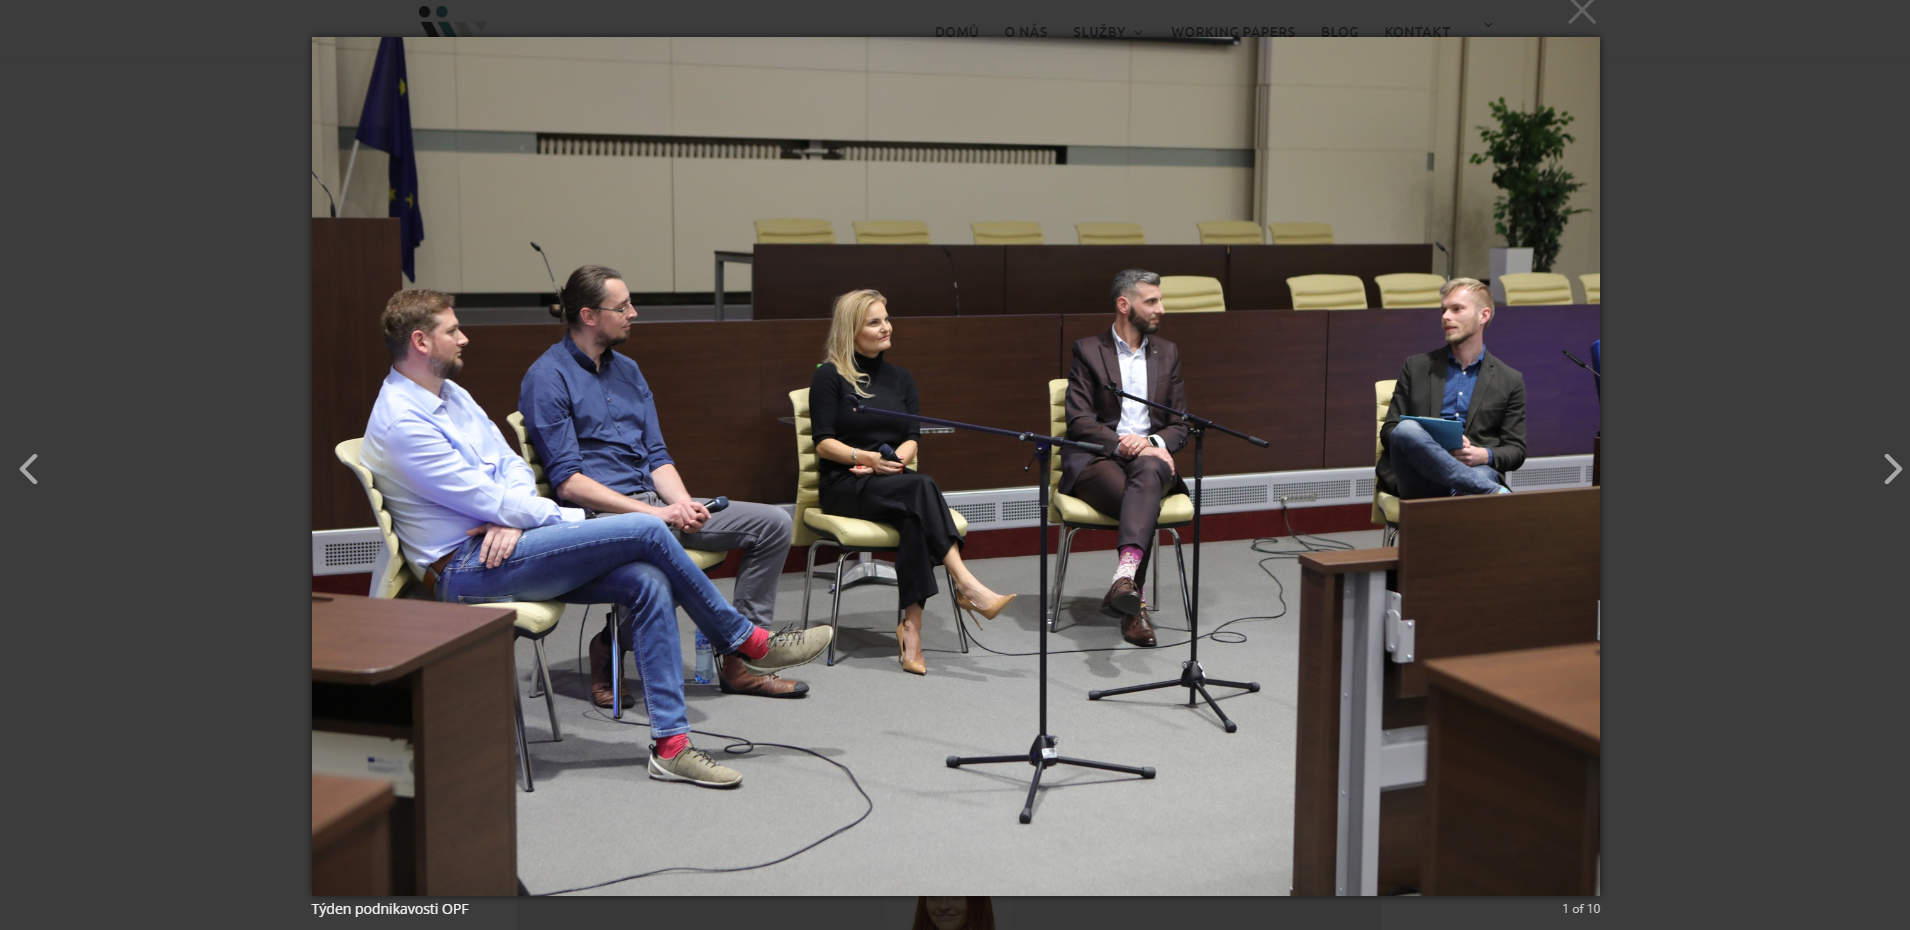 DOMŮ O NÁS SLUŽBY WORKING PAPERS BLOG KONTAKT
Týden podnikavosti OPF
1 of 10